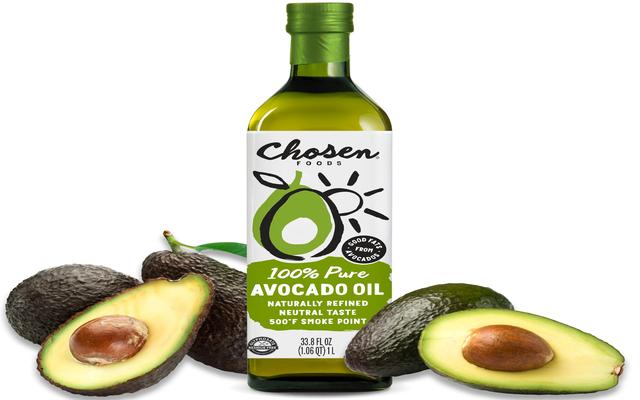 Chosen
FOODS
GOOD FATS
FROM
AVOCADOS
100% Pure
AVOCADO OIL
NATURALLY REFINED
NEUTRAL TASTE
500°F SMOKE POINT
33.8 FL OZ
(1.06 QT) 1 L